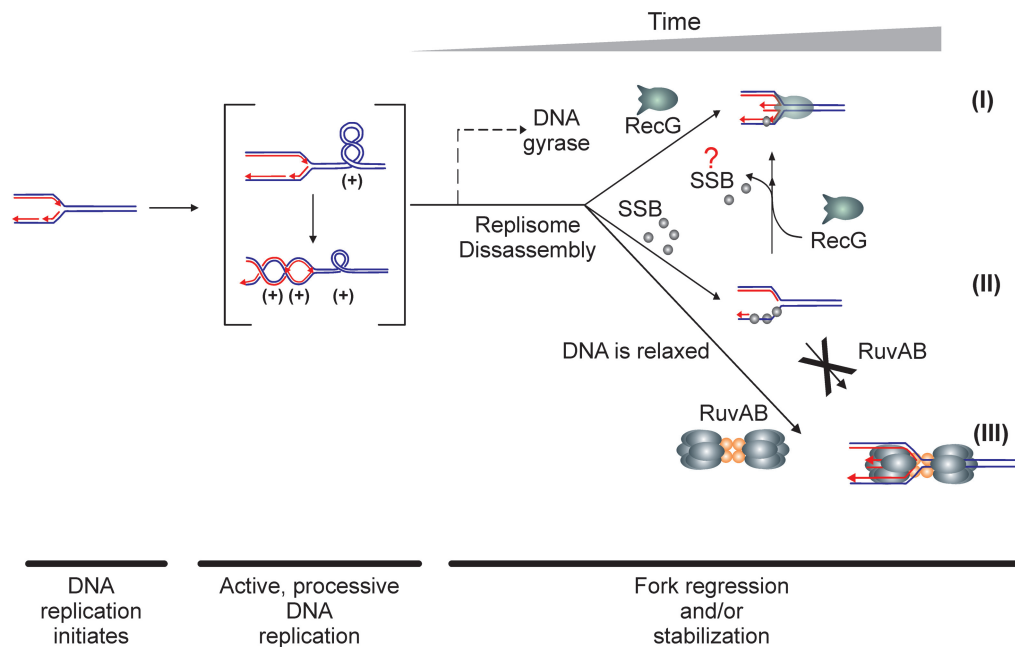 Time
DNA
gyrase
RecG
(I)
(+)
?
SSB
SSB
RecG
Replisome
Disassembly
(+) (+) (+)
(II)
DNA is relaxed
RuvAB
RuvAB
(III)
DNA
replication
initiates
Active, processive
DNA
replication
Fork regression
and/or
stabilization